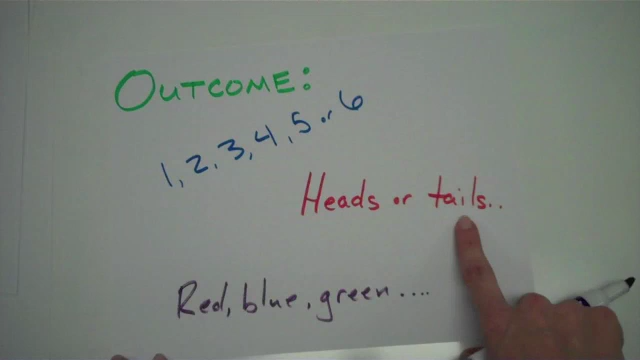 OUTCOME:
1, 2, 3, 4, 5 or 6
Heads or tails..
Red, blue, green....